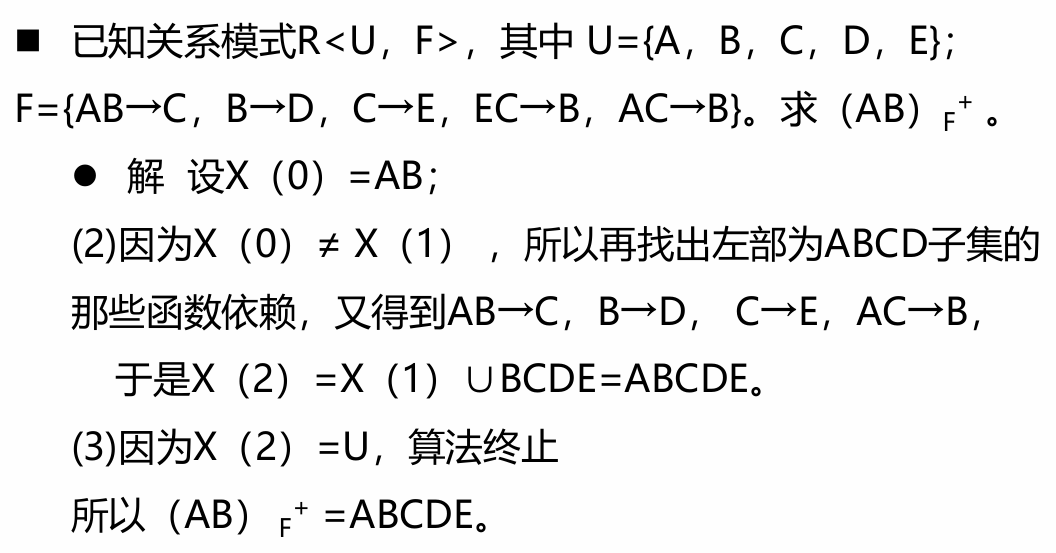 ■ 已知关系模式R<U，F>，其中 U={A，B，C，D，E}；
F={AB→C，B→D，C→E，EC→B，AC→B}。求（AB）F+ 。
● 解 设X（0）=AB；
(2)因为X（0）≠ X（1） ，所以再找出左部为ABCD子集的
那些函数依赖，又得到AB→C，B→D， C→E，AC→B，
于是X（2）=X（1）∪BCDE=ABCDE。
(3)因为X（2）=U，算法终止
所以（AB） F+ =ABCDE。